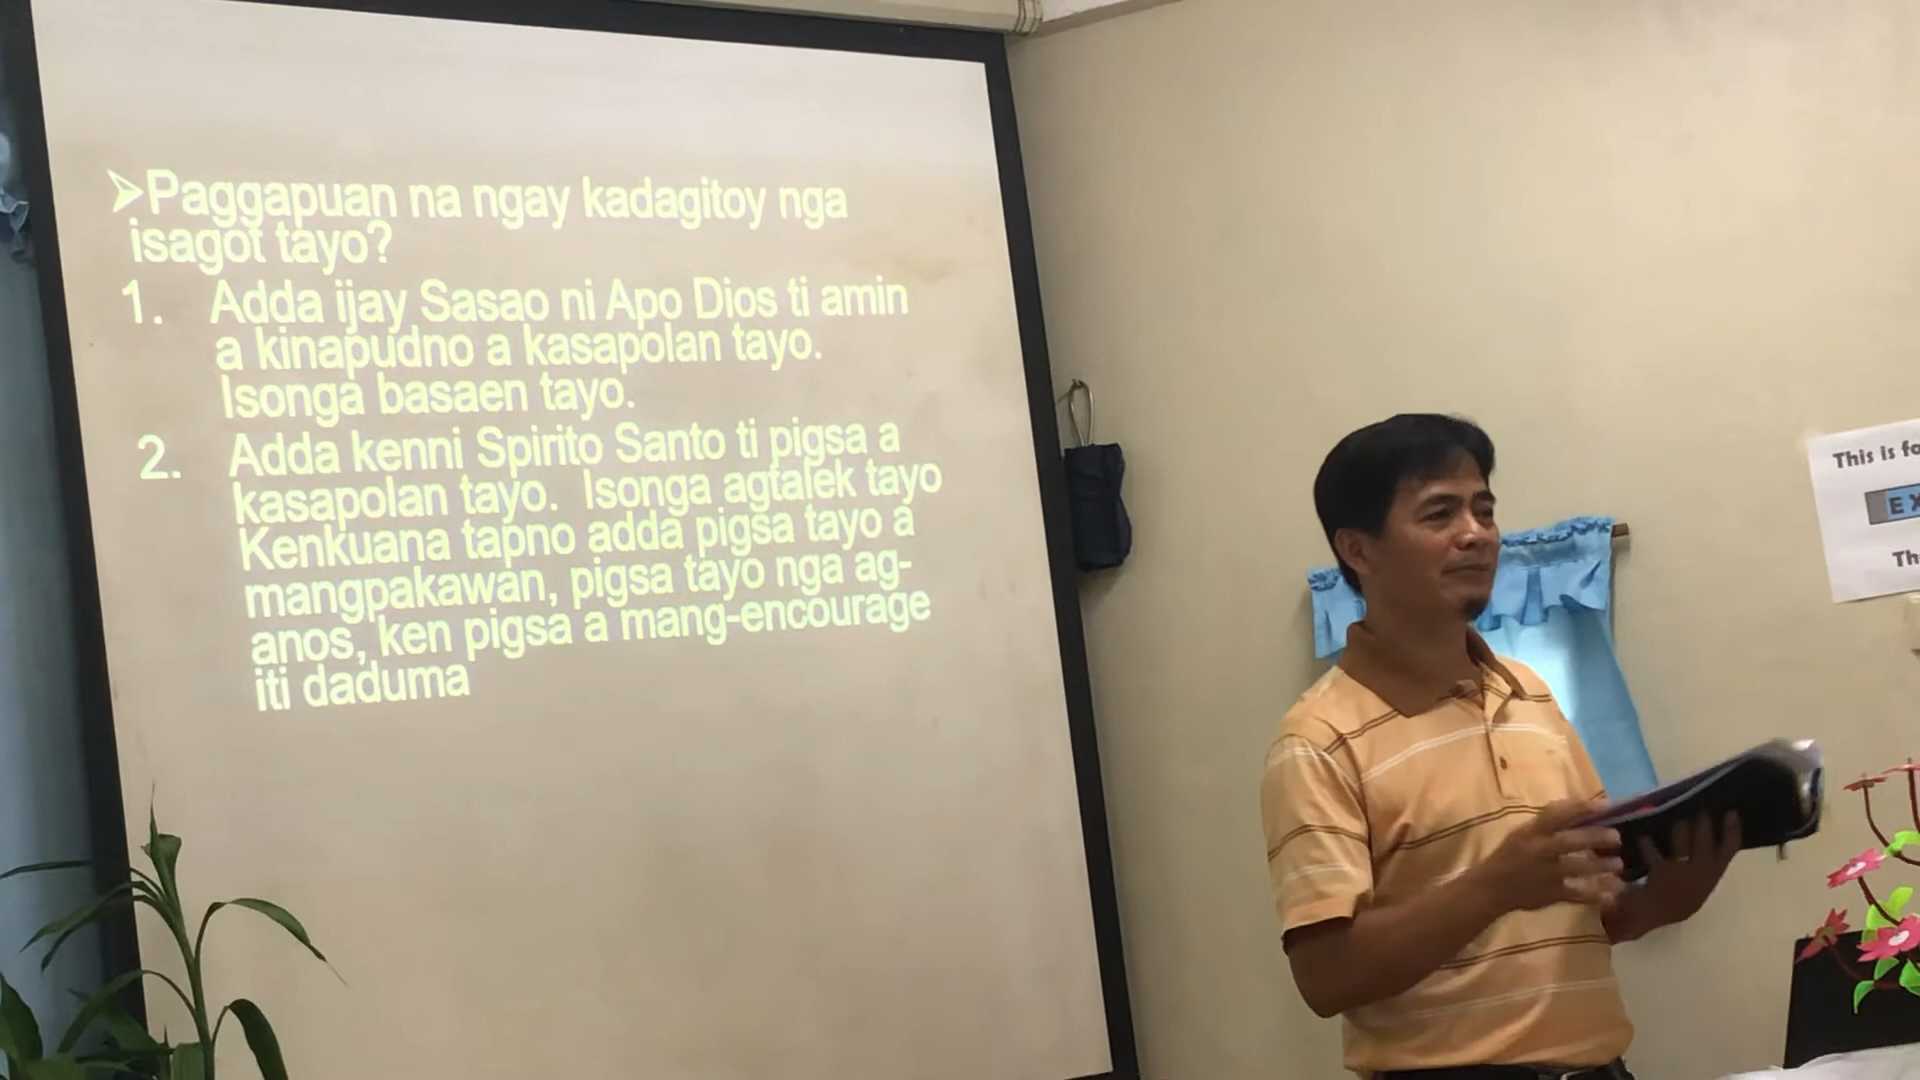 ➢Paggapuan na ngay kadagitoy nga
isagot tayo?
1. Adda ijay Sasao ni Apo Dios ti amin
a kinapudno a kasapolan tayo.
Isonga basaen tayo.
2. Adda kenni Spirito Santo ti pigsa a
kasapolan tayo. Isonga agtalek tayo
Kenkuana tapno adda pigsa tayo a
mangpakawan, pigsa tayo nga ag-
anos, ken pigsa a mang-encourage
iti daduma
This is